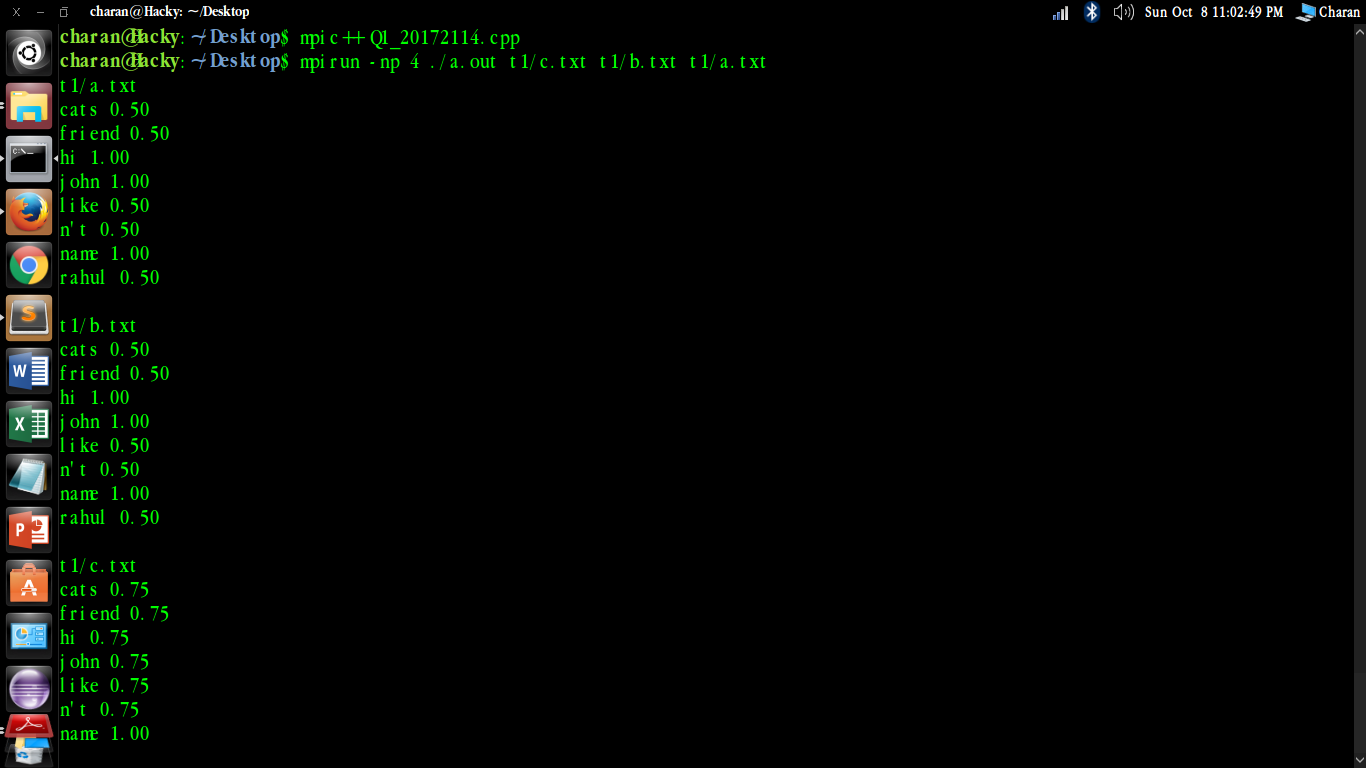 charan@Hacky: ~/Desktop
Sun Oct 8 11:02:49 PM
Charan
charan@Hacky: ~/Desktop$ mpic++ Q1_20172114.cpp
charan@Hacky: ~/Desktop$ mpirun -np 4 ./a.out t1/c.txt t1/b.txt t1/a.txt
t1/a.txt
cats 0.50
friend 0.50
hi 1.00
john 1.00
like 0.50
n't 0.50
name 1.00
rahul 0.50
t1/b.txt
cats 0.50
friend 0.50
hi 1.00
john 1.00
like 0.50
n't 0.50
name 1.00
rahul 0.50
t1/c.txt
cats 0.75
friend 0.75
hi 0.75
john 0.75
like 0.75
n't 0.75
name 1.00